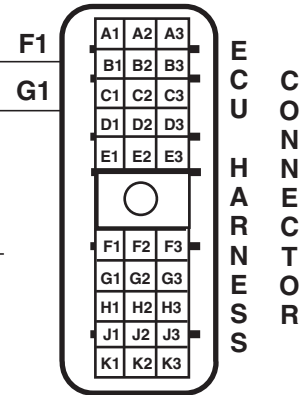 F1
G1
A1 A2 A3
B1 B2 B3
C1 C2 C3
D1 D2 D3
E1 E2 E3
F1 F2 F3
G1 G2 G3
H1 H2 H3
J1 J2 J3
K1 K2 K3
ECU HARNESS
CONNECTOR